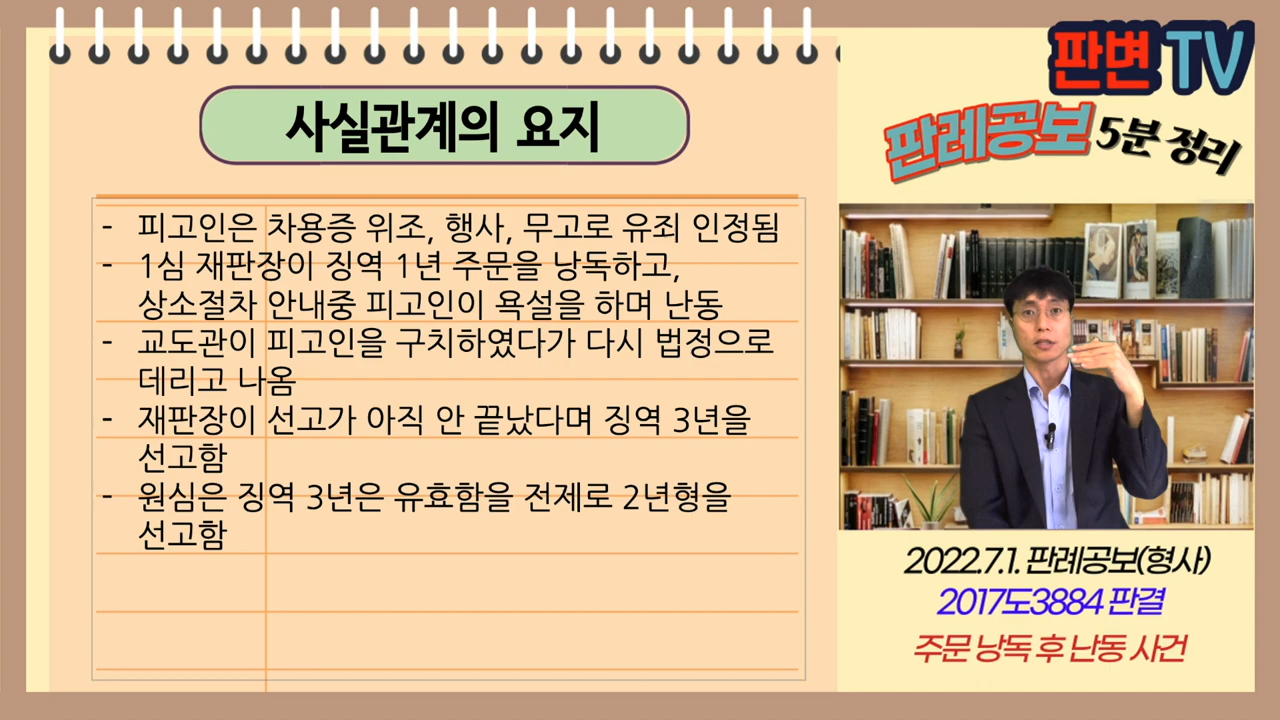 판변 TV
판례공보 5분 정리
사실관계의 요지
- 피고인은 차용증 위조, 행사, 무고로 유죄 인정됨
- 1심 재판장이 징역 1년 주문을 낭독하고,
상소절차 안내중 피고인이 욕설을 하며 난동
- 교도관이 피고인을 구치하였다가 다시 법정으로
데리고 나옴
- 재판장이 선고가 아직 안 끝났다며 징역 3년을
선고함
- 원심은 징역 3년은 유효함을 전제로 2년형을
선고함
2022.7.1. 판례공보(형사)
2017도3884 판결
주문 낭독 후 난동 사건